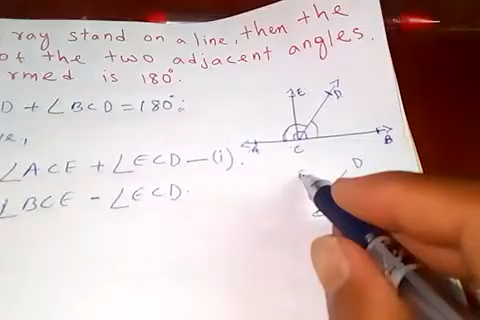 ray stand on a line, then the
of the two adjacent angles.
rmed is 180°.
D + ∠BCD = 180°;
E
D
A
C
B
∠ACE + ∠ECD — (i).
D
∠BCE - ∠ECD.